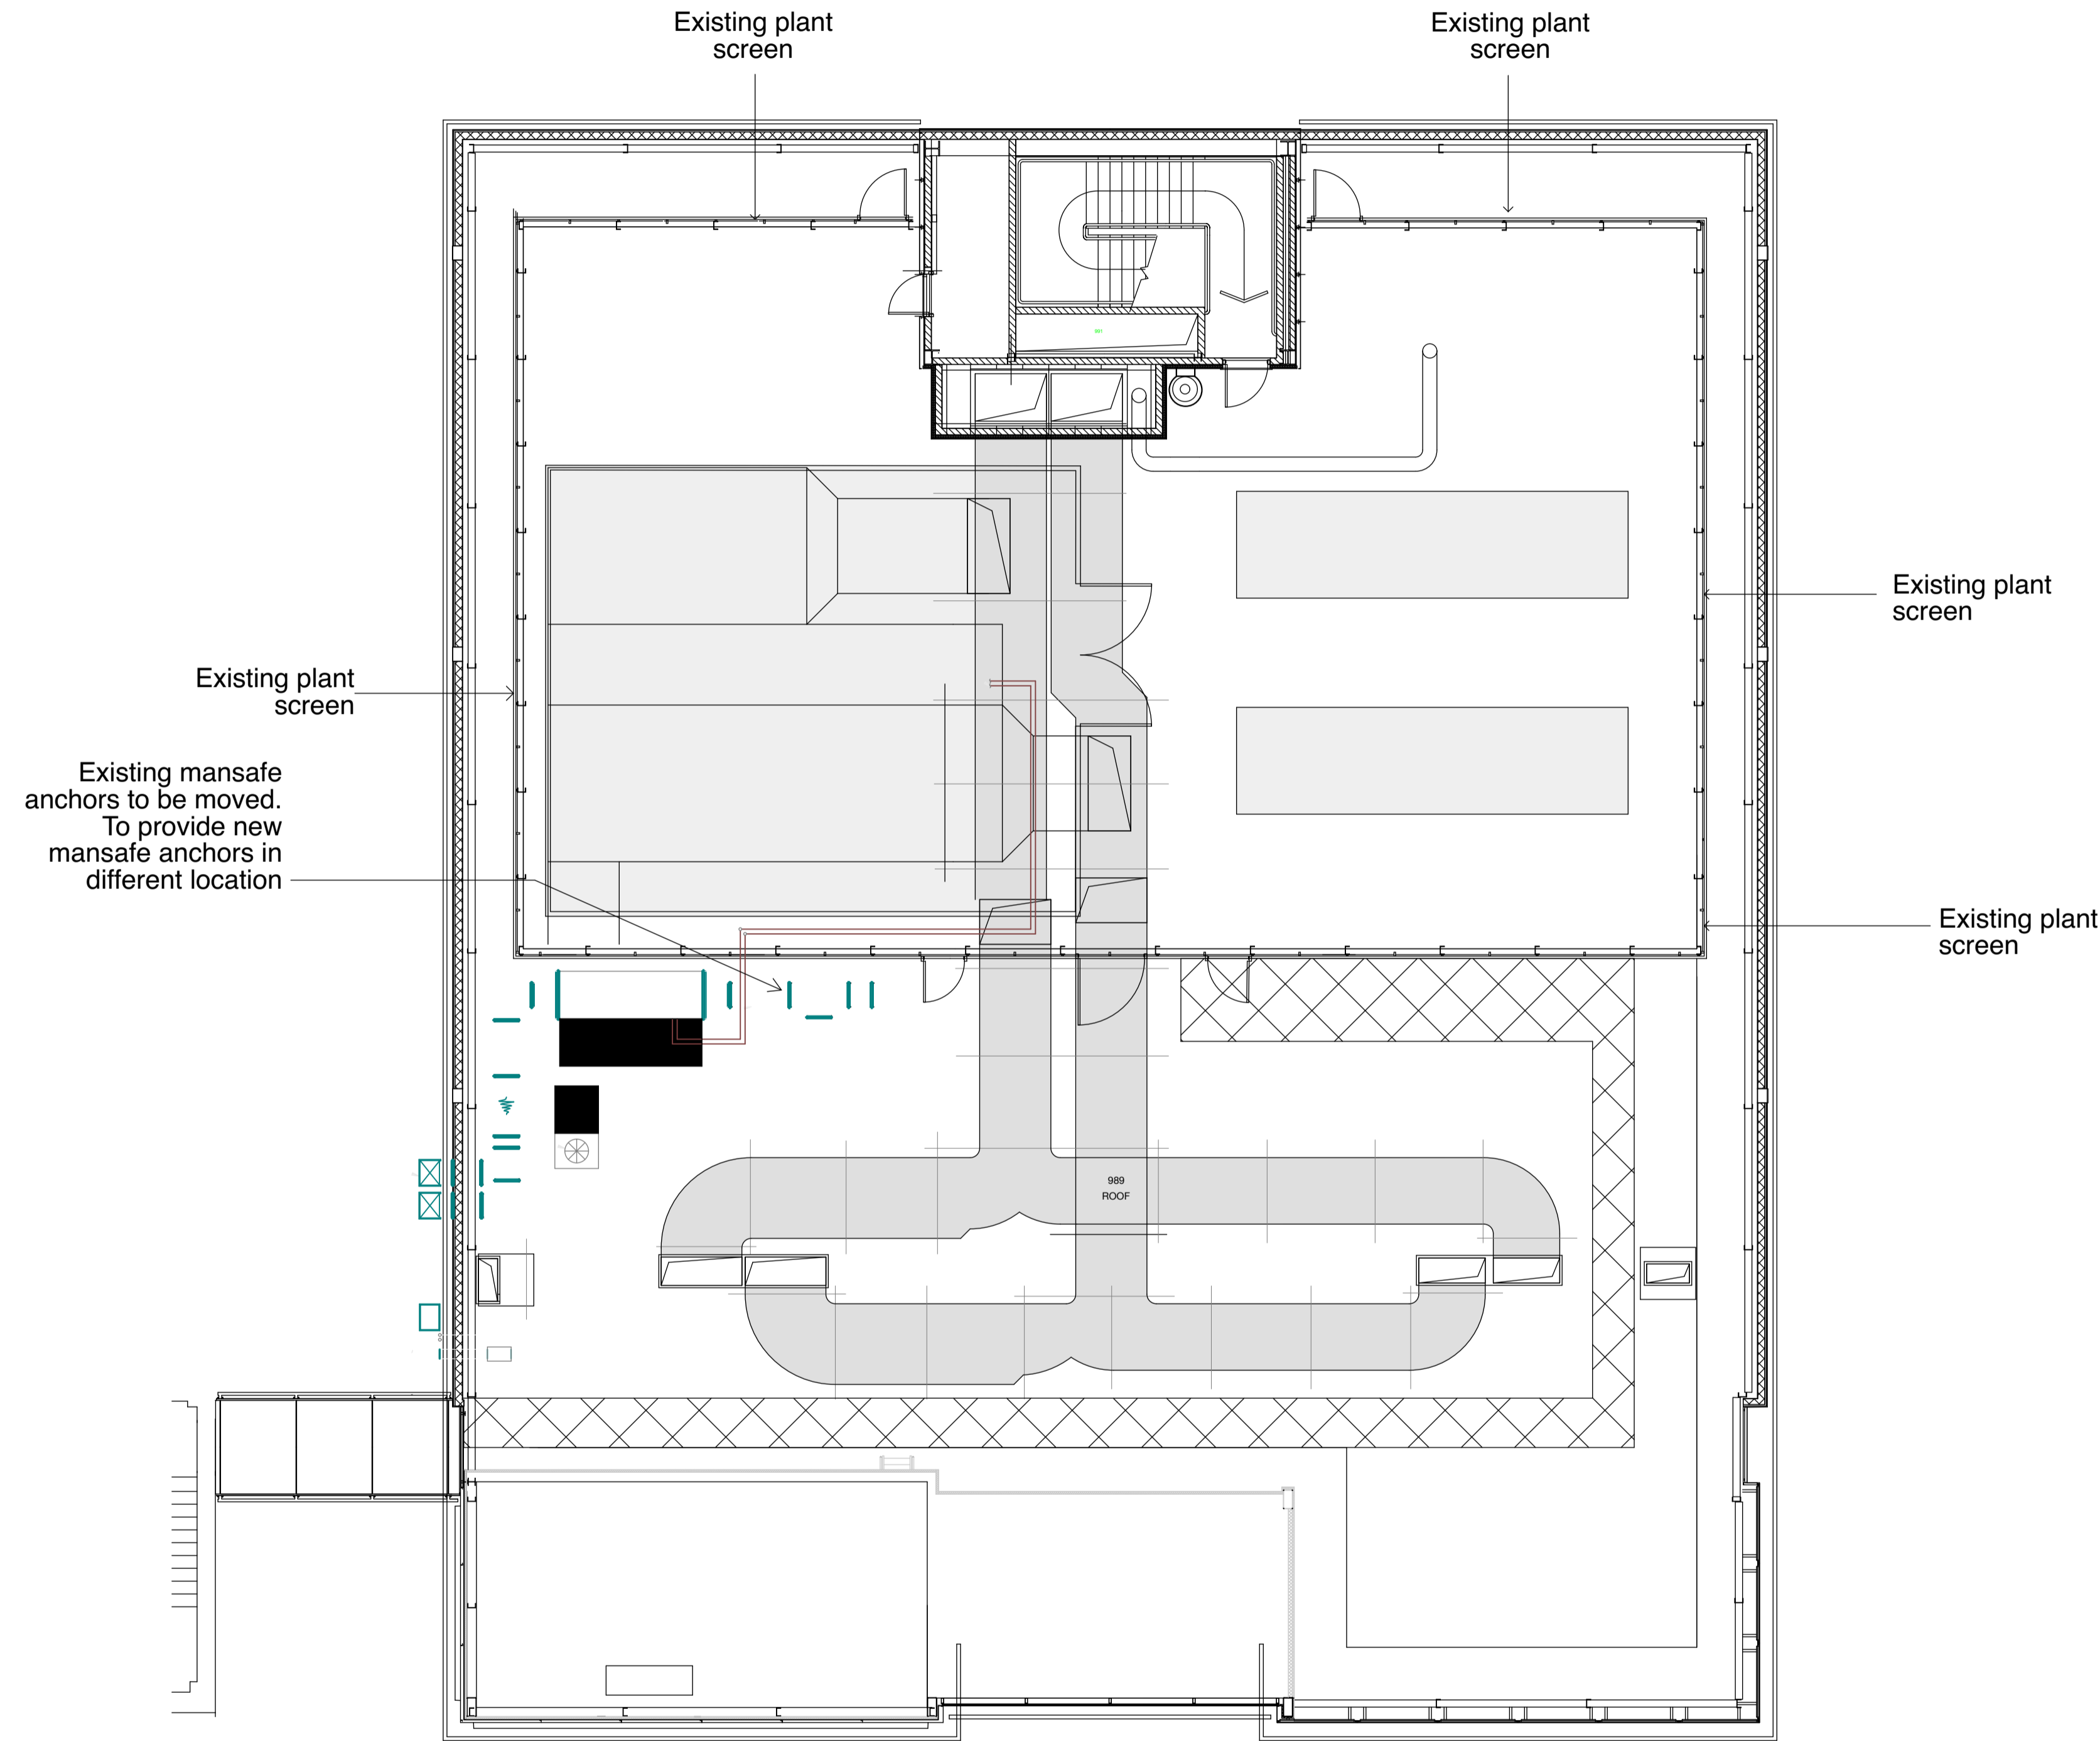 Existing plant
screen
Existing plant
screen
Existing plant
screen
Existing plant
screen
Existing mansafe
anchors to be moved.
To provide new
mansafe anchors in
different location
Existing plant
screen
989
ROOF